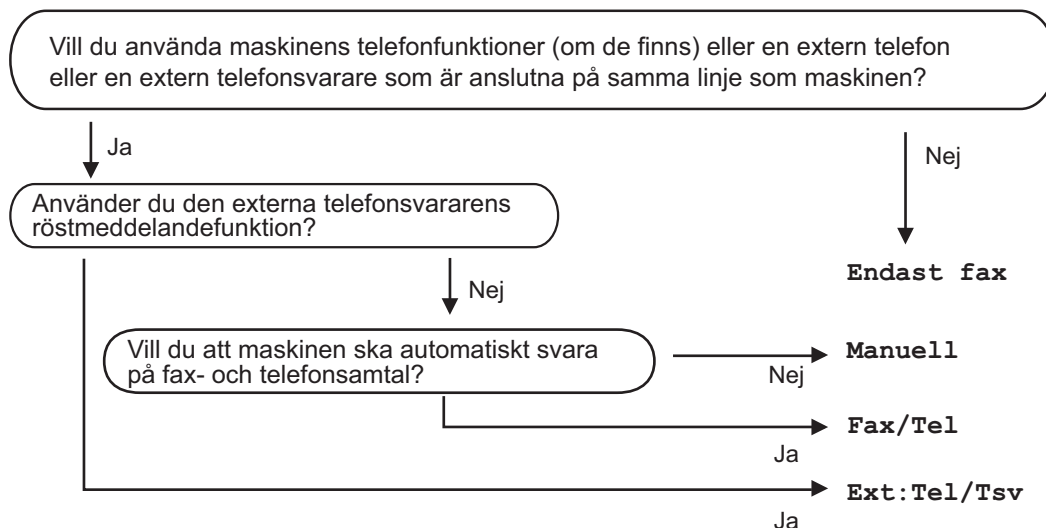 Vill du använda maskinens telefonfunktioner (om de finns) eller en extern telefon
eller en extern telefonsvarare som är anslutna på samma linje som maskinen?
Ja
Nej
Använder du den externa telefonsvararens
röstmeddelandefunktion?
Endast fax
Nej
Vill du att maskinen ska automatiskt svara
på fax- och telefonsamtal?
Manuell
Nej
Fax/Tel
Ja
Ext:Tel/Tsv
Ja